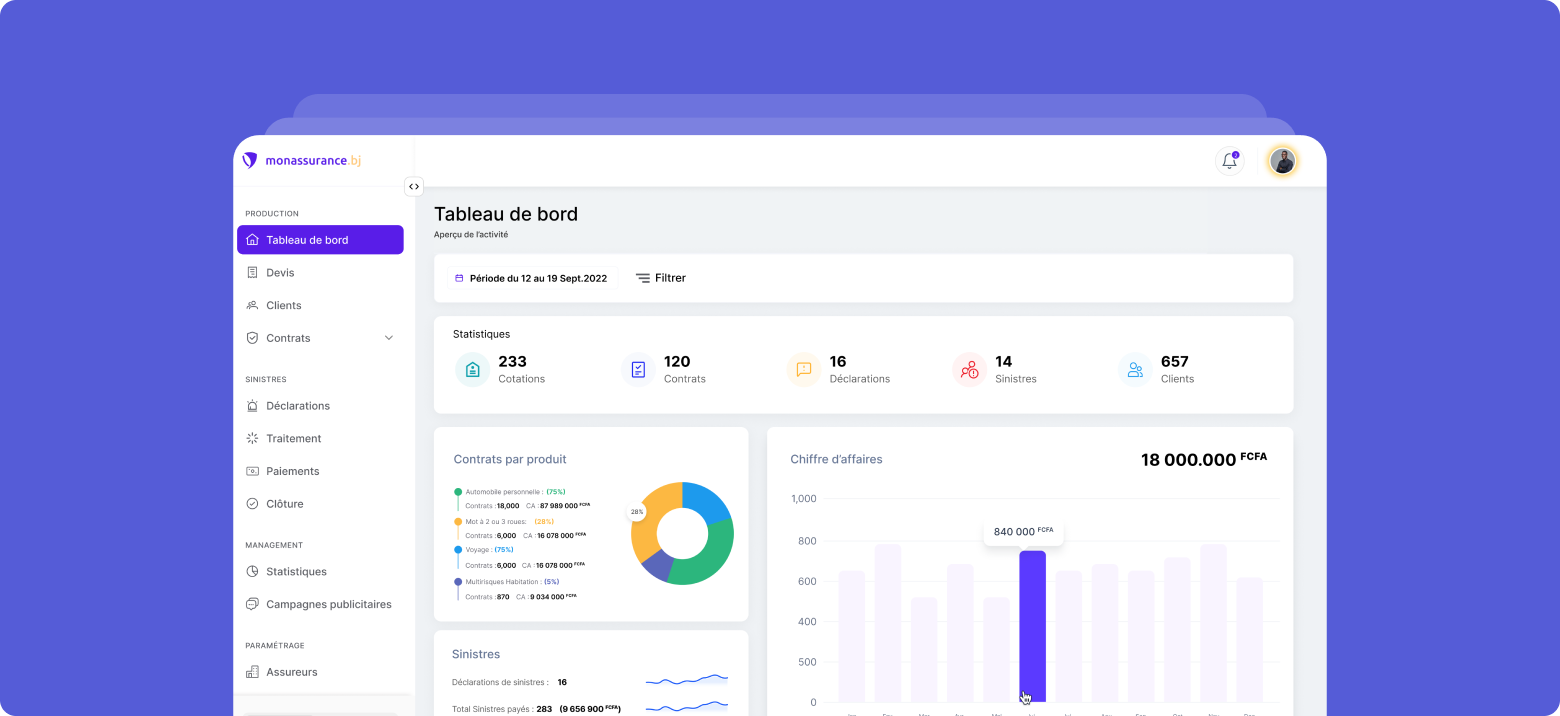 monassurance.bj
2
PRODUCTION
Tableau de bord
Devis
Clients
Contrats
SINISTRES
Déclarations
Traitement
Paiements
Clôture
MANAGEMENT
Statistiques
Campagnes publicitaires
PARAMÉTRAGE
Assureurs
Tableau de bord
Aperçu de l'activité
Période du 12 au 19 Sept.2022
Filtrer
Statistiques
233
Cotations
120
Contrats
16
Déclarations
14
Sinistres
657
Clients
Contrats par produit
Automobile personnelle : (75%)
Contrats : 18,000 CA : 87 989 000 FCFA
Mot à 2 ou 3 roues: (28%)
Contrats : 6,000 CA : 16 078 000 FCFA
Voyage : (75%)
Contrats : 6,000 CA : 16 078 000 FCFA
Multirisques Habitation : (5%)
Contrats : 870 CA : 9 034 000 FCFA
28%
Sinistres
Déclarations de sinistres : 16
Total Sinistres payés : 283 (9 656 900 FCFA)
Chiffre d'affaires
18 000.000 FCFA
1,000
800
600
400
500
0
840 000 FCFA